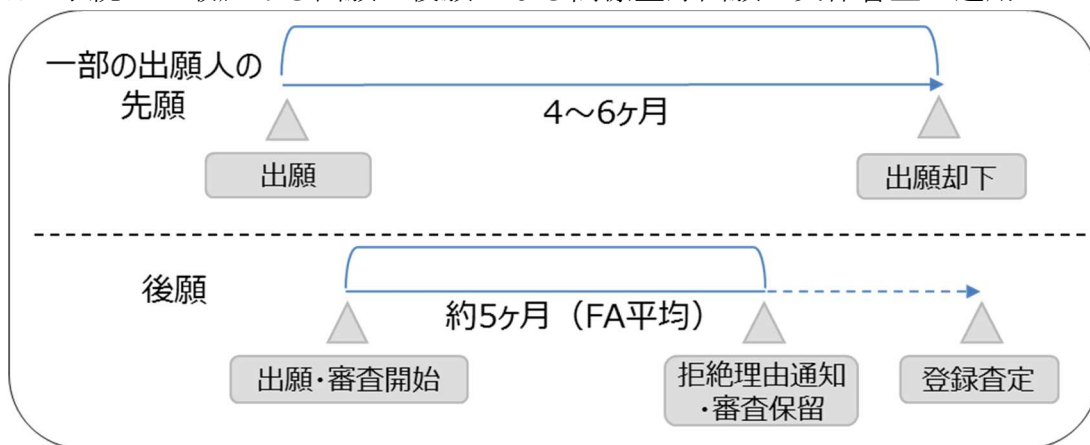 一部の出願人の
先願
4~6ヶ月
出願
出願却下
後願
約5ヶ月（FA平均）
出願・審査開始
拒絶理由通知
・審査保留
登録査定